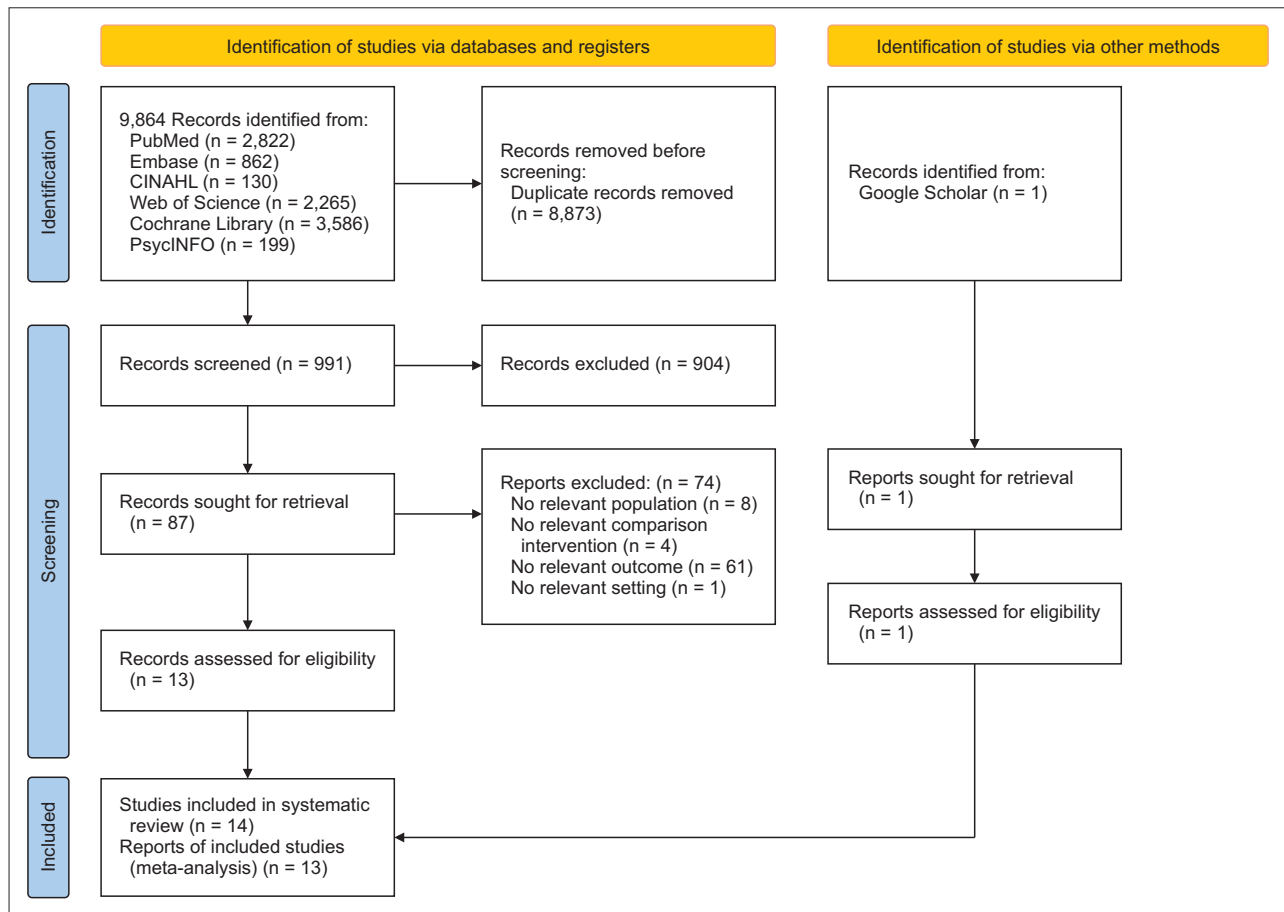 Identification of studies via databases and registers
Identification of studies via other methods
Identification
9,864 Records identified from:
PubMed (n = 2,822)
Embase (n = 862)
CINAHL (n = 130)
Web of Science (n = 2,265)
Cochrane Library (n = 3,586)
PsycINFO (n = 199)
Records removed before
screening:
Duplicate records removed
(n = 8,873)
Records identified from:
Google Scholar (n = 1)
Screening
Records screened (n = 991)
Records excluded (n = 904)
Records sought for retrieval
(n = 87)
Reports excluded: (n = 74)
No relevant population (n = 8)
No relevant comparison
intervention (n = 4)
No relevant outcome (n = 61)
No relevant setting (n = 1)
Reports sought for retrieval
(n = 1)
Records assessed for eligibility
(n = 13)
Reports assessed for eligibility
(n = 1)
Included
Studies included in systematic
review (n = 14)
Reports of included studies
(meta-analysis) (n = 13)